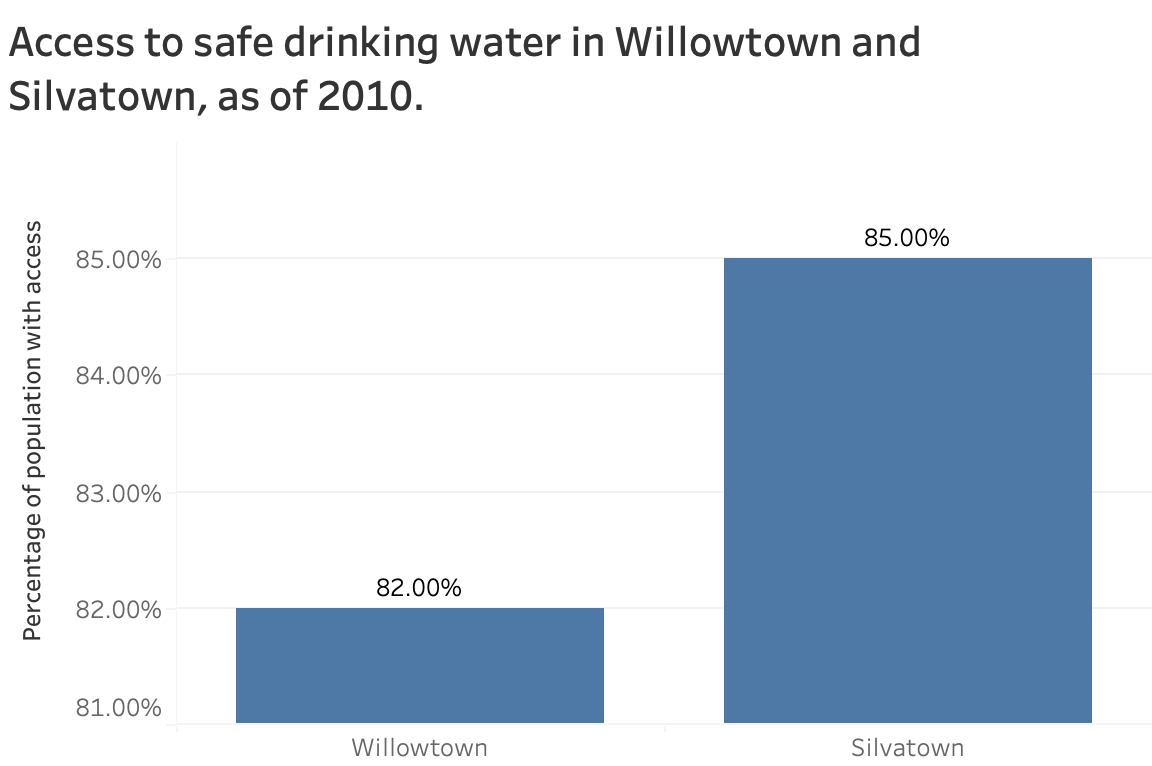 Access to safe drinking water in Willowtown and
Silvatown, as of 2010.
Percentage of population with access
85.00%
84.00%
83.00%
82.00%
81.00%
82.00%
85.00%
Willowtown
Silvatown